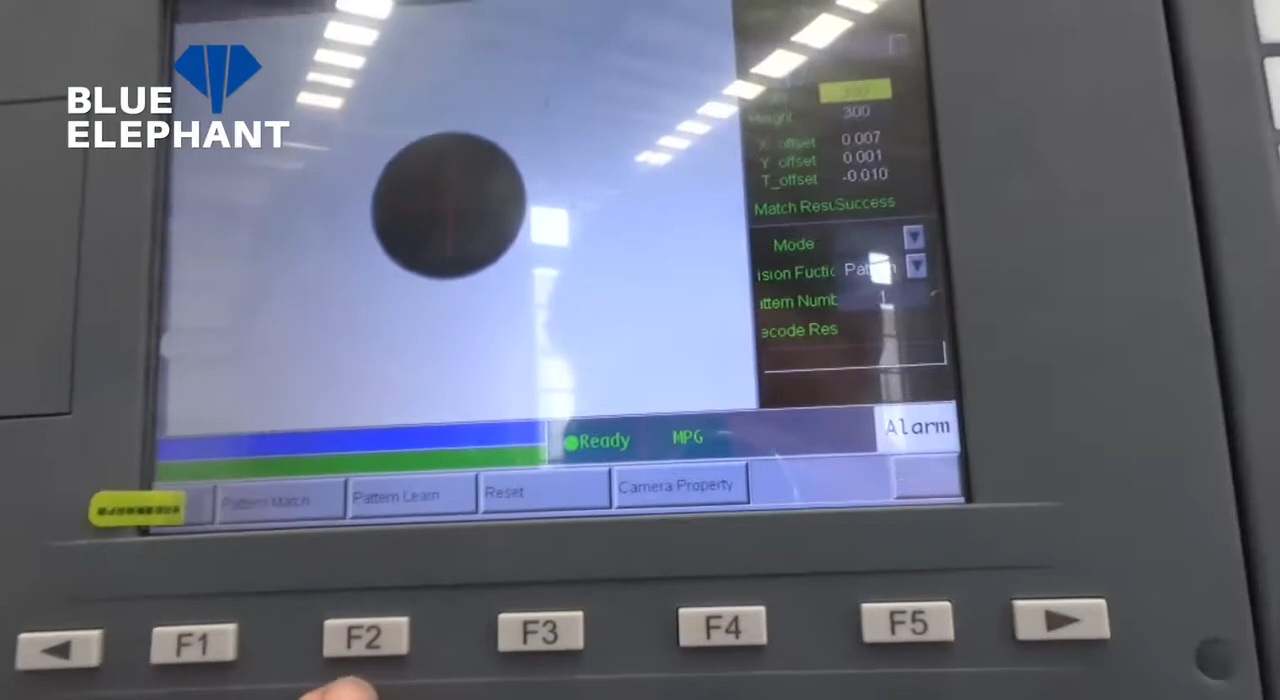 BLUE
ELEPHANT
Height 300
X_offset 0.007
Y_offset 0.001
T_offset -0.010
Match ResuSuccess
Mode
ision Fuctic
ttern Numb 1
ecode Res
Ready MPG Alarm
Pattern Match Pattern Learn Reset Camera Property
F1 F2 F3 F4 F5